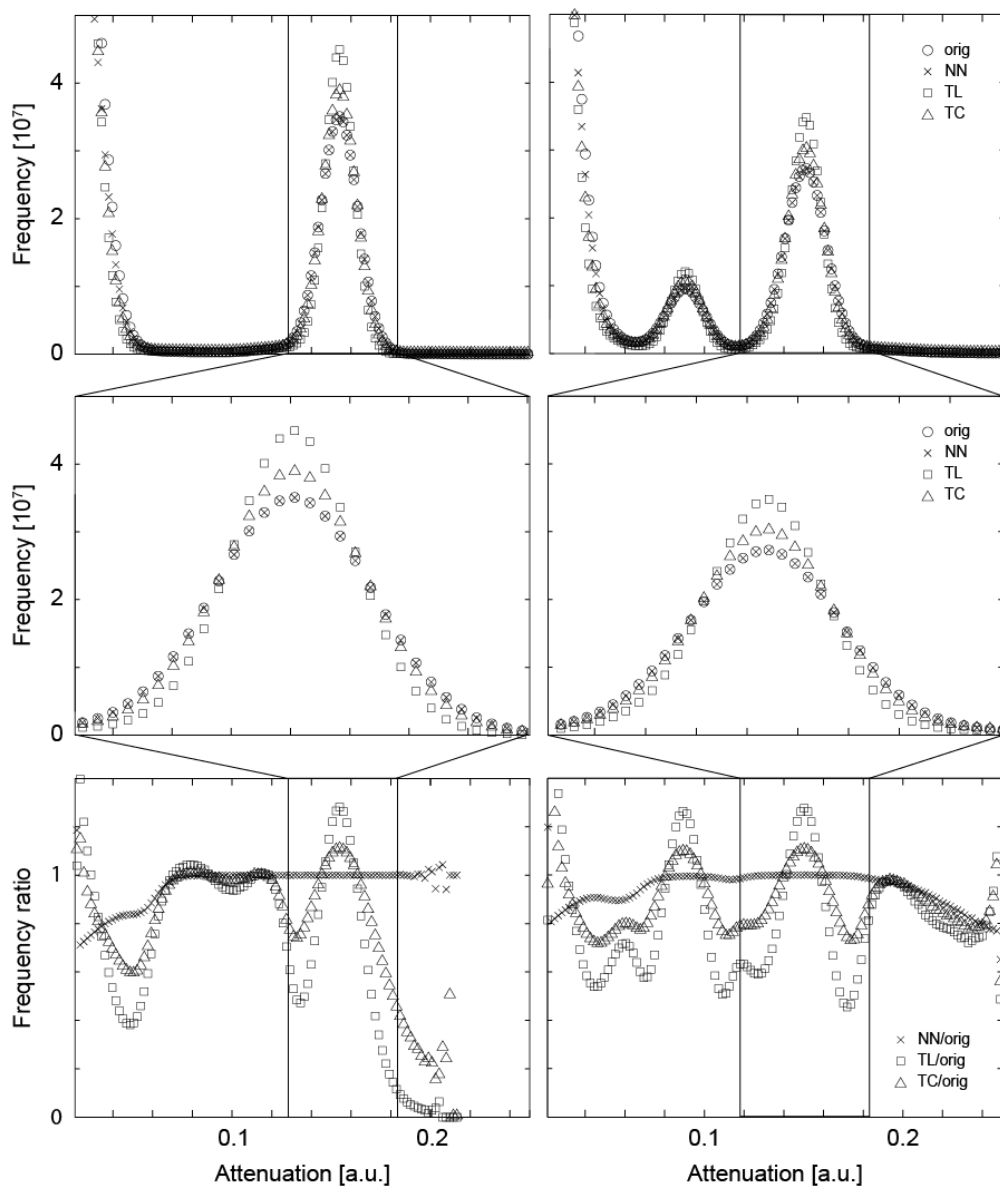 Frequency [10⁷]
4
2
0
Frequency [10⁷]
4
2
0
Frequency ratio
1
0
0.1
0.2
Attenuation [a.u.]
orig
NN
TL
TC
orig
NN
TL
TC
NN/orig
TL/orig
TC/orig
0.1
0.2
Attenuation [a.u.]